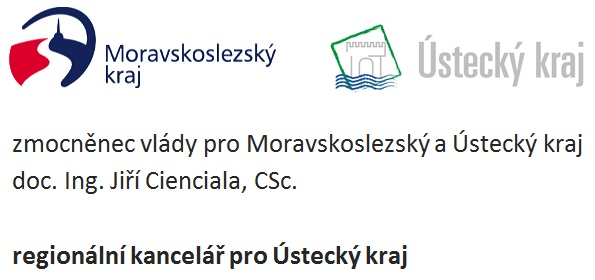 Moravskoslezský
kraj
Ústecký kraj
zmocněnec vlády pro Moravskoslezský a Ústecký kraj
doc. Ing. Jiří Cienciala, CSc.
regionální kancelář pro Ústecký kraj